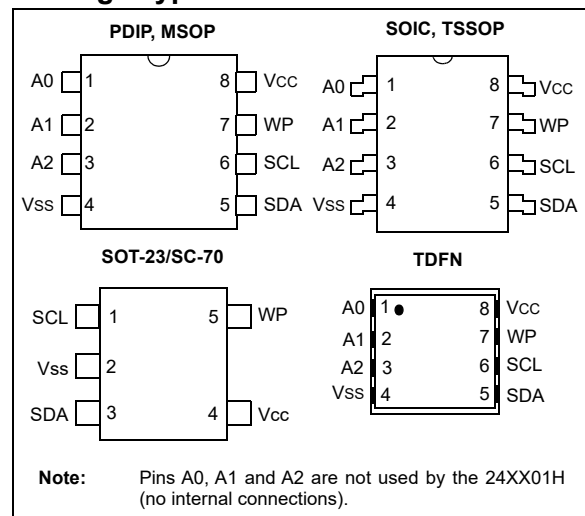 PDIP, MSOP
A0 1 8 VCC
A1 2 7 WP
A2 3 6 SCL
VSS 4 5 SDA
SOIC, TSSOP
A0 1 8 VCC
A1 2 7 WP
A2 3 6 SCL
VSS 4 5 SDA
SOT-23/SC-70
SCL 1 5 WP
Vss 2
SDA 3 4 Vcc
TDFN
A0 1 8 VCC
A1 2 7 WP
A2 3 6 SCL
VSS 4 5 SDA
Note: Pins A0, A1 and A2 are not used by the 24XX01H
(no internal connections).